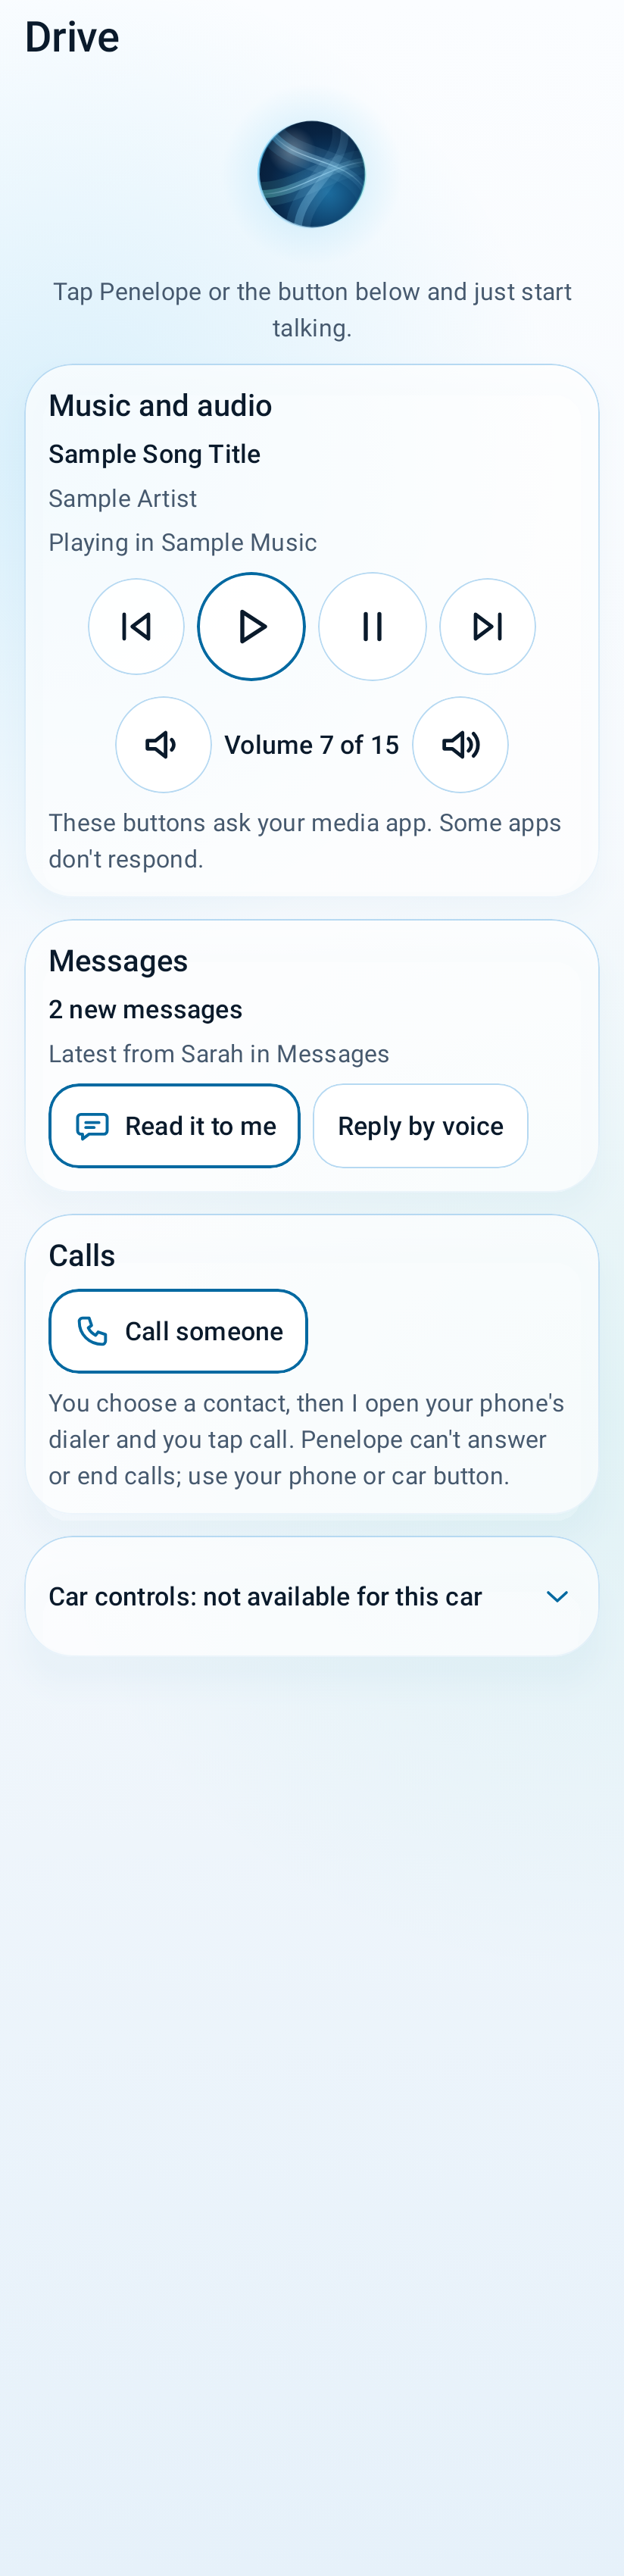 Drive
Tap Penelope or the button below and just start
talking.
Music and audio
Sample Song Title
Sample Artist
Playing in Sample Music
Volume 7 of 15
These buttons ask your media app. Some apps
don't respond.
Messages
2 new messages
Latest from Sarah in Messages
Read it to me
Reply by voice
Calls
Call someone
You choose a contact, then I open your phone's
dialer and you tap call. Penelope can't answer
or end calls; use your phone or car button.
Car controls: not available for this car